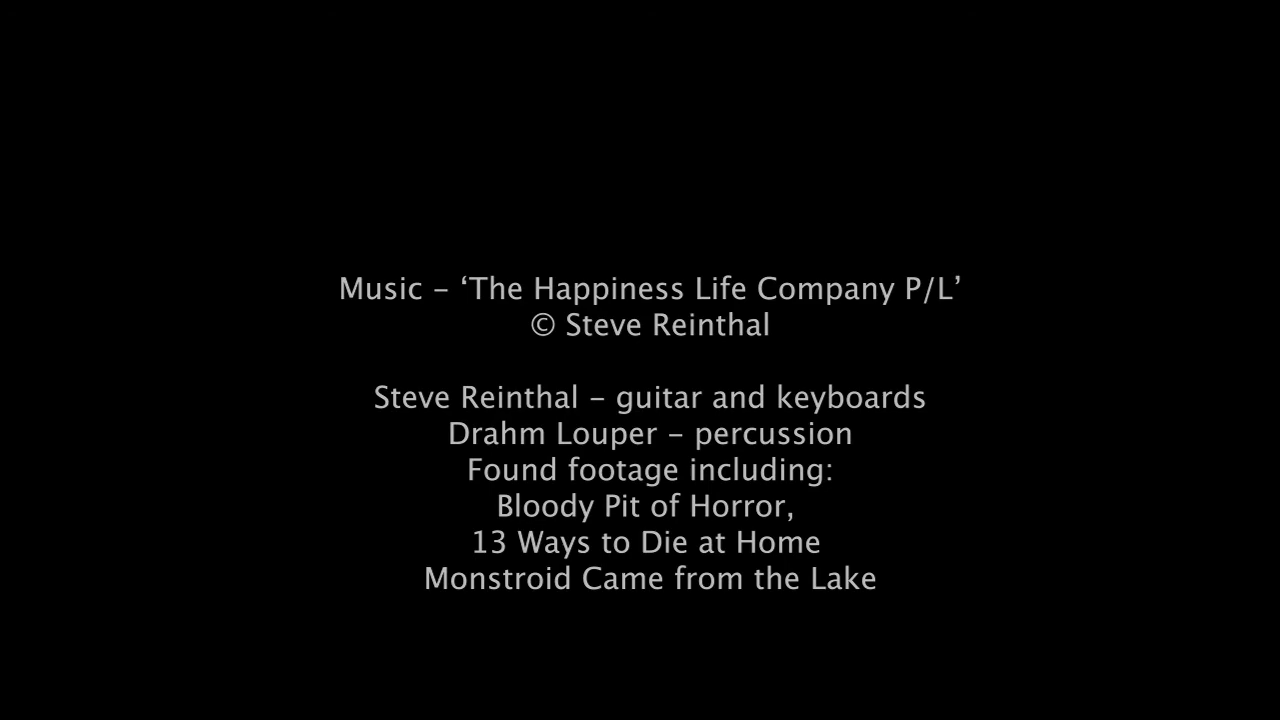 Music – ‘The Happiness Life Company P/L’
© Steve Reinthal
Steve Reinthal – guitar and keyboards
Drahm Louper – percussion
Found footage including:
Bloody Pit of Horror,
13 Ways to Die at Home
Monstroid Came from the Lake